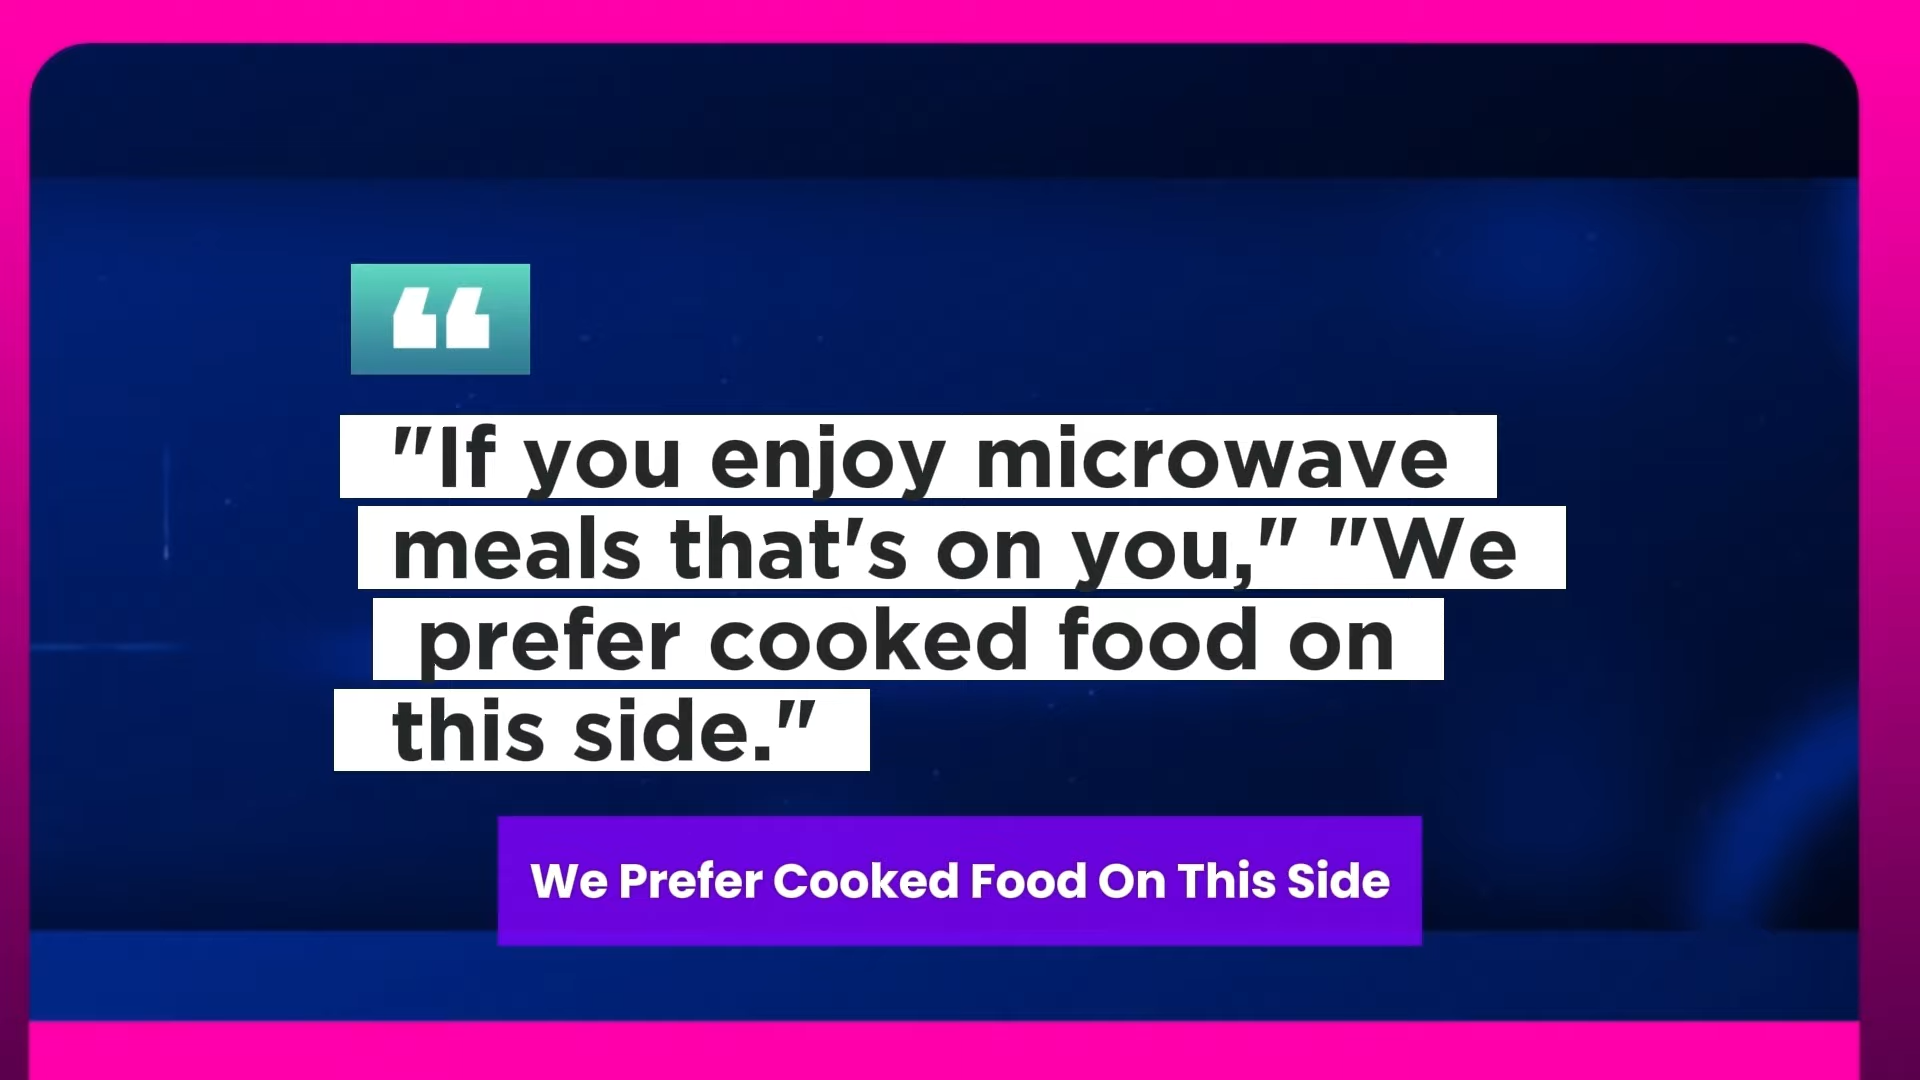 "If you enjoy microwave
meals that's on you," "We
prefer cooked food on
this side."
We Prefer Cooked Food On This Side